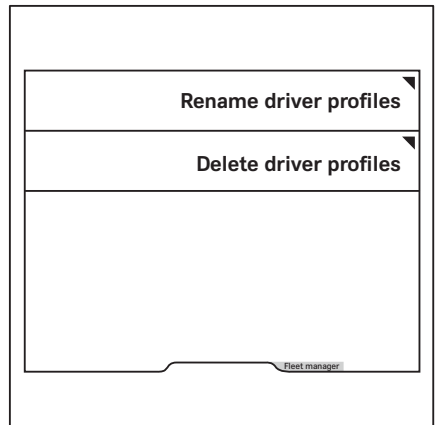 Rename driver profiles
Delete driver profiles
Fleet manager